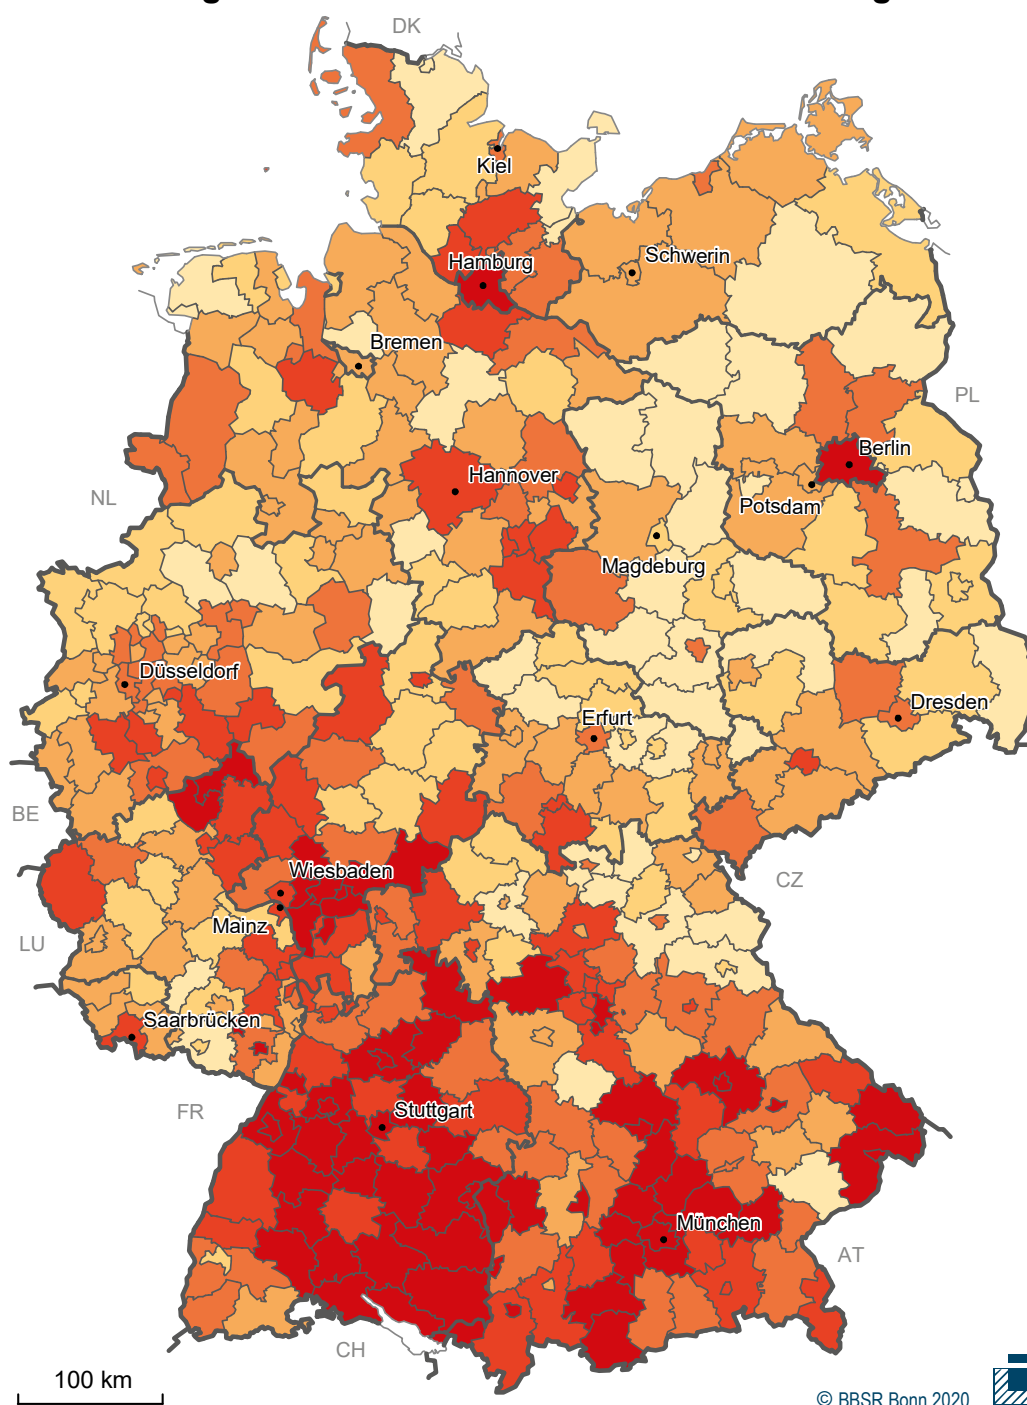 DK
Kiel
Schwerin
Hamburg
Bremen
PL
Berlin
Hannover
NL
Potsdam
Magdeburg
Düsseldorf
Dresden
Erfurt
BE
Wiesbaden
CZ
Mainz
LU
Saarbrücken
FR
Stuttgart
München
AT
CH
100 km
© BBSR Bonn 2020